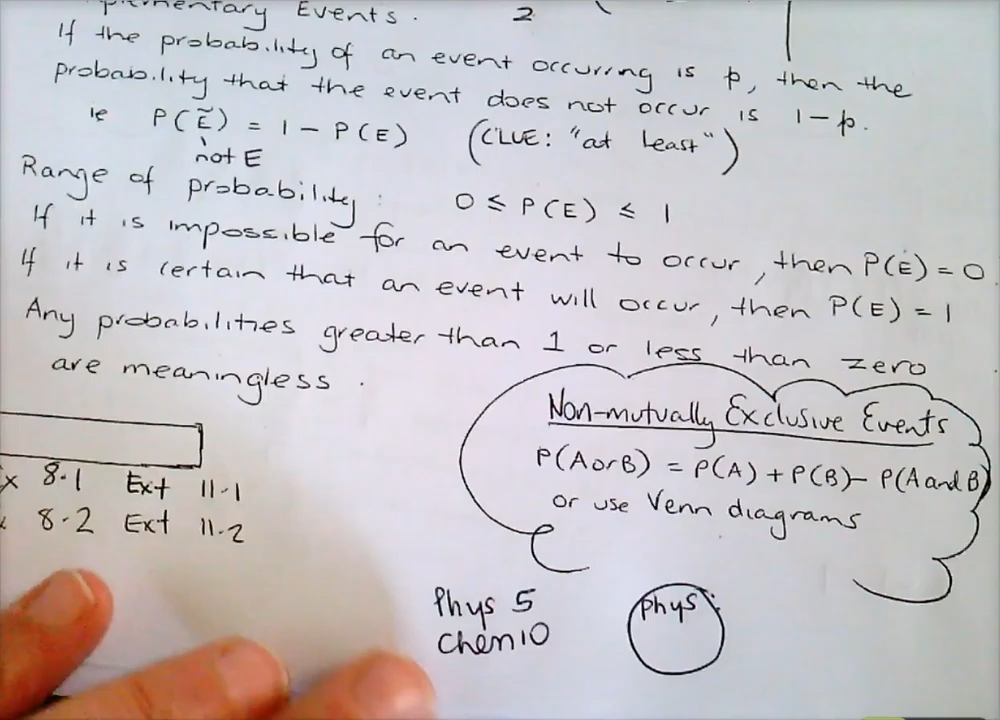 Events. 2
If the probability of an event occurring is p, then the
probability that the event does not occur is 1-p.
ie P(Ẽ) = 1 - P(E) (CLUE: "at least")
not E
Range of probability: 0 ≤ P(E) ≤ 1
If it is impossible for an event to occur, then P(E) = 0
If it is certain that an event will occur, then P(E) = 1
Any probabilities greater than 1 or less than zero
are meaningless.
Non-mutually Exclusive Events
P(A or B) = P(A) + P(B) - P(A and B)
or use Venn diagrams
x 8.1 Ext 11.1
8.2 Ext 11.2
Phys 5
Chem 10
phys